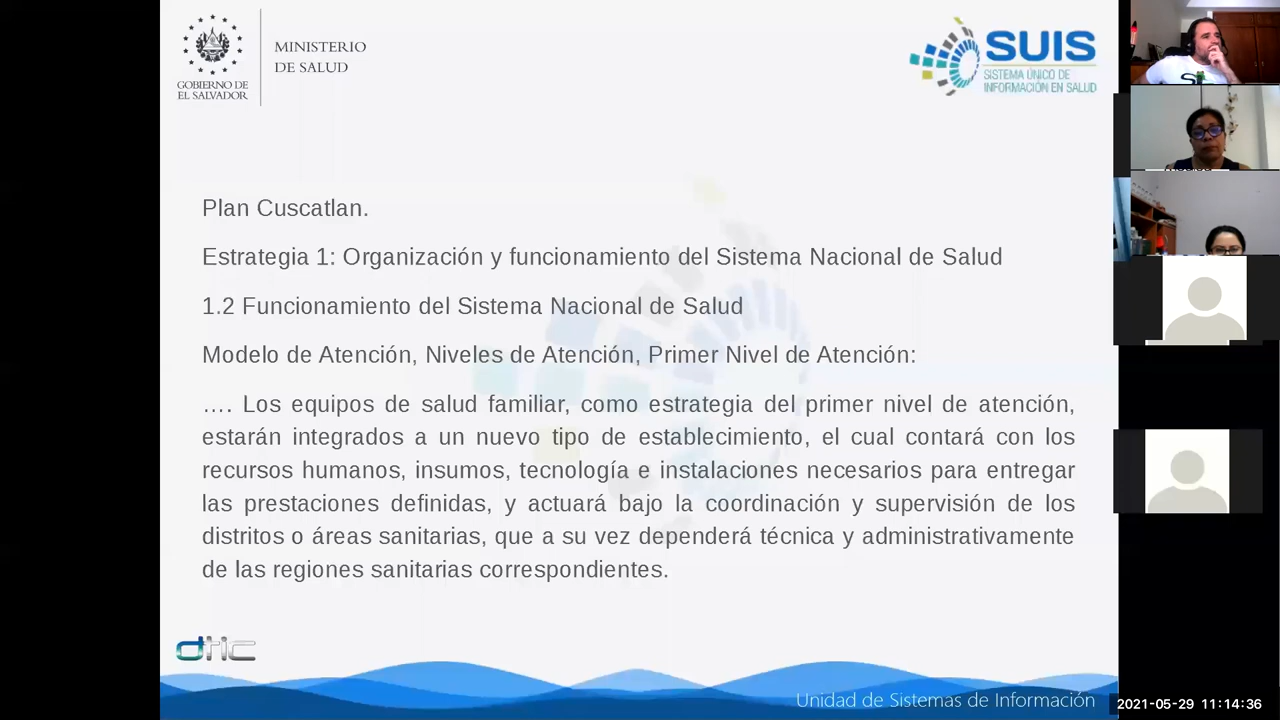 GOBIERNO DE
EL SALVADOR
MINISTERIO
DE SALUD
SUIS
SISTEMA ÚNICO DE
INFORMACIÓN EN SALUD
Plan Cuscatlan.
Estrategia 1: Organización y funcionamiento del Sistema Nacional de Salud
1.2 Funcionamiento del Sistema Nacional de Salud
Modelo de Atención, Niveles de Atención, Primer Nivel de Atención:
…. Los equipos de salud familiar, como estrategia del primer nivel de atención,
estarán integrados a un nuevo tipo de establecimiento, el cual contará con los
recursos humanos, insumos, tecnología e instalaciones necesarios para entregar
las prestaciones definidas, y actuará bajo la coordinación y supervisión de los
distritos o áreas sanitarias, que a su vez dependerá técnica y administrativamente
de las regiones sanitarias correspondientes.
dtic
Unidad de Sistemas de Información
2021-05-29 11:14:36